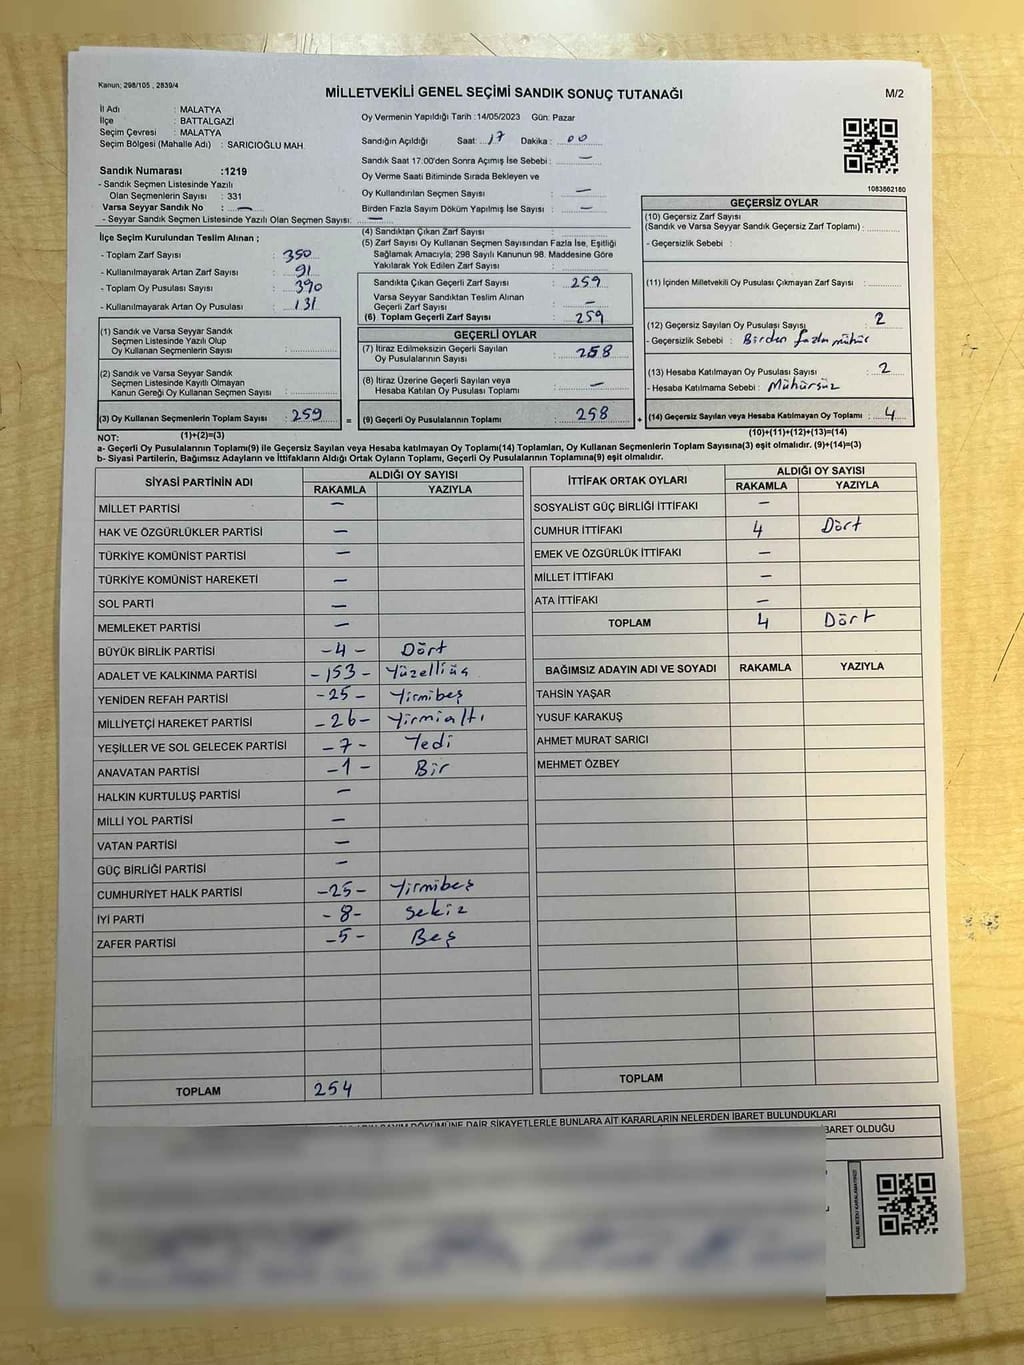 Kanun; 298/105 , 2839/4
MİLLETVEKİLİ GENEL SEÇİMİ SANDIK SONUÇ TUTANAĞI
M/2
İl Adı : MALATYA
İlçe : BATTALGAZİ
Seçim Çevresi : MALATYA
Seçim Bölgesi (Mahalle Adı) : SARICIOĞLU MAH.
Sandık Numarası :1219
- Sandık Seçmen Listesinde Yazılı
Olan Seçmenlerin Sayısı : 331
Varsa Seyyar Sandık No : —
- Seyyar Sandık Seçmen Listesinde Yazılı Olan Seçmen Sayısı: —
Oy Vermenin Yapıldığı Tarih :14/05/2023 Gün: Pazar
Sandığın Açıldığı Saat: 17 Dakika: 00
Sandık Saat 17:00'den Sonra Açımış İse Sebebi : —
Oy Verme Saati Bitiminde Sırada Bekleyen ve
Oy Kullandırılan Seçmen Sayısı —
Birden Fazla Sayım Döküm Yapılmış İse Sayısı : —
1083862180
İlçe Seçim Kurulundan Teslim Alınan ;
- Toplam Zarf Sayısı : 350
- Kullanılmayarak Artan Zarf Sayısı : 91
- Toplam Oy Pusulası Sayısı : 390
- Kullanılmayarak Artan Oy Pusulası : 131
(4) Sandıktan Çıkan Zarf Sayısı :
(5) Zarf Sayısı Oy Kullanan Seçmen Sayısından Fazla İse, Eşitliği
Sağlamak Amacıyla; 298 Sayılı Kanunun 98. Maddesine Göre
Yakılarak Yok Edilen Zarf Sayısı :
Sandıkta Çıkan Geçerli Zarf Sayısı : 259
Varsa Seyyar Sandıktan Teslim Alınan
Geçerli Zarf Sayısı : —
(6) Toplam Geçerli Zarf Sayısı : 259
GEÇERSİZ OYLAR
(10) Geçersiz Zarf Sayısı
(Sandık ve Varsa Seyyar Sandık Geçersiz Zarf Toplamı) :
- Geçersizlik Sebebi :
(11) İçinden Milletvekili Oy Pusulası Çıkmayan Zarf Sayısı :
(12) Geçersiz Sayılan Oy Pusulası Sayısı : 2
- Geçersizlik Sebebi : Birden fazla mühür
(13) Hesaba Katılmayan Oy Pusulası Sayısı : 2
- Hesaba Katılmama Sebebi : Mühürsüz
(14) Geçersiz Sayılan veya Hesaba Katılmayan Oy Toplamı : 4
(10)+(11)+(12)+(13)=(14)
(1) Sandık ve Varsa Seyyar Sandık
Seçmen Listesinde Yazılı Olup
Oy Kullanan Seçmenlerin Sayısı :
(2) Sandık ve Varsa Seyyar Sandık
Seçmen Listesinde Kayıtlı Olmayan
Kanun Gereği Oy Kullanan Seçmen Sayısı :
(3) Oy Kullanan Seçmenlerin Toplam Sayısı : 259 =
(1)+(2)=(3)
GEÇERLİ OYLAR
(7) İtiraz Edilmeksizin Geçerli Sayılan
Oy Pusulalarının Sayısı : 258
(8) İtiraz Üzerine Geçerli Sayılan veya
Hesaba Katılan Oy Pusulası Toplamı : —
(9) Geçerli Oy Pusulalarının Toplamı : 258 +
NOT:
a- Geçerli Oy Pusulalarının Toplamı(9) ile Geçersiz Sayılan veya Hesaba katılmayan Oy Toplamı(14) Toplamları, Oy Kullanan Seçmenlerin Toplam Sayısına(3) eşit olmalıdır. (9)+(14)=(3)
b- Siyasi Partilerin, Bağımsız Adayların ve İttifakların Aldığı Ortak Oyların Toplamı, Geçerli Oy Pusulalarının Toplamına(9) eşit olmalıdır.
SİYASİ PARTİNİN ADI ALDIĞI OY SAYISI
RAKAMLA YAZIYLA
MİLLET PARTİSİ —
HAK VE ÖZGÜRLÜKLER PARTİSİ —
TÜRKİYE KOMÜNİST PARTİSİ —
TÜRKİYE KOMÜNİST HAREKETİ —
SOL PARTİ —
MEMLEKET PARTİSİ —
BÜYÜK BİRLİK PARTİSİ -4- Dört
ADALET VE KALKINMA PARTİSİ -153- Yüzelliüç
YENİDEN REFAH PARTİSİ -25- Yirmibeş
MİLLİYETÇİ HAREKET PARTİSİ -26- Yirmialtı
YEŞİLLER VE SOL GELECEK PARTİSİ -7- Yedi
ANAVATAN PARTİSİ -1- Bir
HALKIN KURTULUŞ PARTİSİ —
MİLLİ YOL PARTİSİ —
VATAN PARTİSİ —
GÜÇ BİRLİĞİ PARTİSİ —
CUMHURİYET HALK PARTİSİ -25- Yirmibeş
İYİ PARTİ -8- Sekiz
ZAFER PARTİSİ -5- Beş
TOPLAM 254
İTTİFAK ORTAK OYLARI ALDIĞI OY SAYISI
RAKAMLA YAZIYLA
SOSYALİST GÜÇ BİRLİĞİ İTTİFAKI —
CUMHUR İTTİFAKI 4 Dört
EMEK VE ÖZGÜRLÜK İTTİFAKI —
MİLLET İTTİFAKI —
ATA İTTİFAKI —
TOPLAM 4 Dört
BAĞIMSIZ ADAYIN ADI VE SOYADI RAKAMLA YAZIYLA
TAHSİN YAŞAR
YUSUF KARAKUŞ
AHMET MURAT SARICI
MEHMET ÖZBEY
TOPLAM
SAYIM DÖKÜMÜNE DAİR ŞİKAYETLERLE BUNLARA AİT KARARLARIN NELERDEN İBARET BULUNDUKLARI
İBARET OLDUĞU